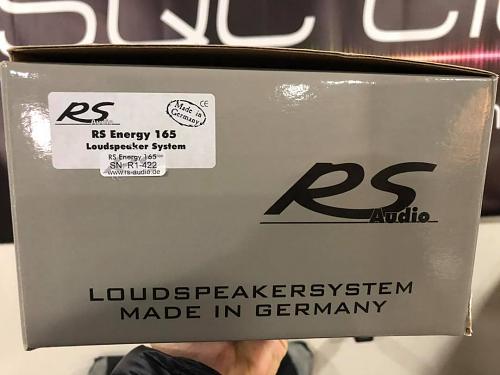 SQC
RS
Audio
Made in
Germany
CE
RS Energy 165
Loudspeaker System
RS Energy 165
SN: R1-422
www.rs-audio.de
RS
Audio
LOUDSPEAKERSYSTEM
MADE IN GERMANY